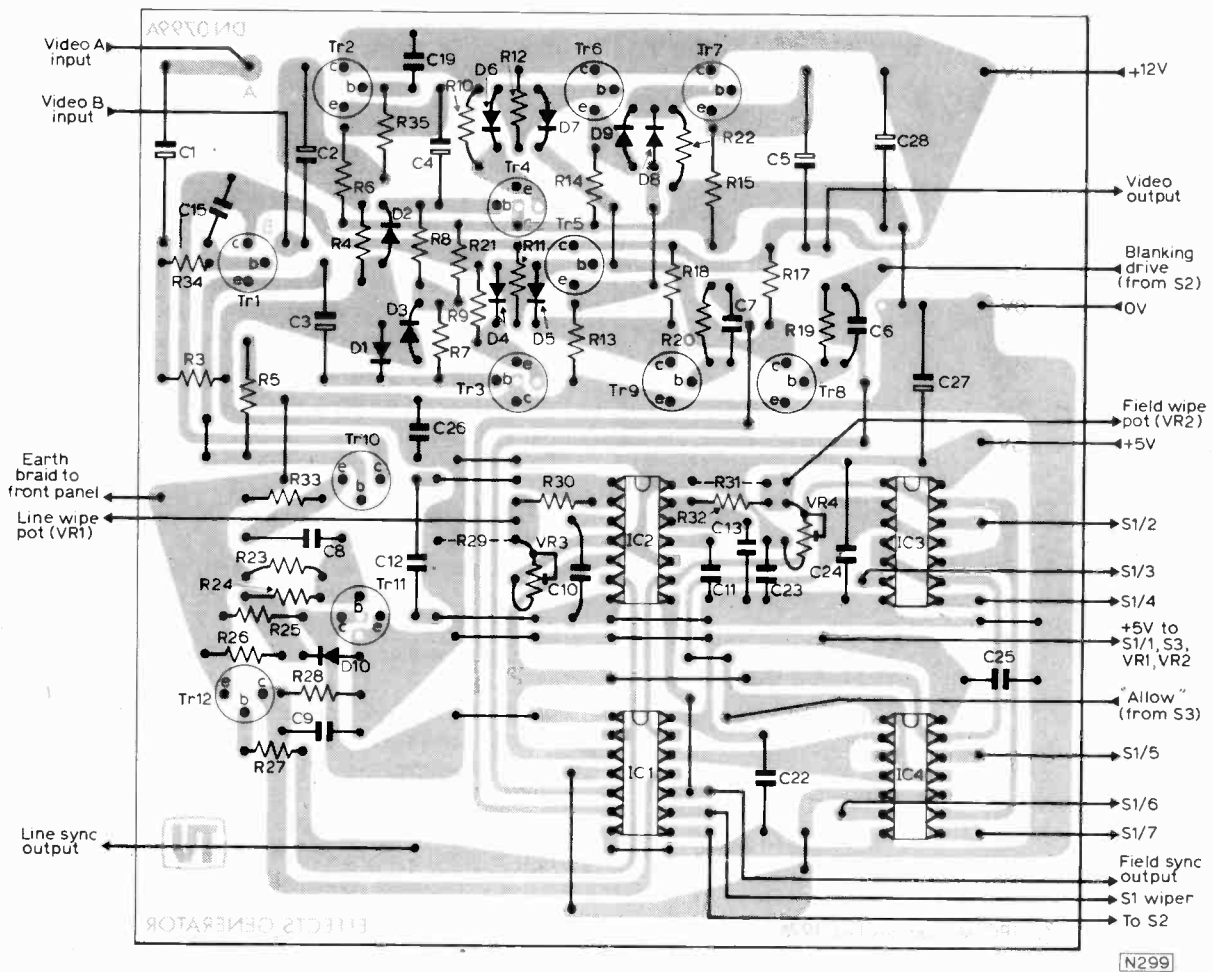 DN0799A
Video A
input
Video B
input
Earth
braid to
front panel
Line wipe
pot (VR1)
Line sync
output
+12V
Video
output
Blanking
drive
(from S2)
0V
Field wipe
pot (VR2)
+5V
S1/2
S1/3
S1/4
+5V to
S1/1, S3,
VR1, VR2
"Allow"
(from S3)
S1/5
S1/6
S1/7
Field sync
output
S1 wiper
To S2
A
Tr2
c
b
e
C19
D6
R12
R10
Tr6
c
b
e
Tr7
c
b
e
C1
C2
R35
C4
D7
D9
D8
R22
C5
C28
R6
Tr4
e
b
c
R14
R15
C15
R34
Tr1
c
b
e
R4
D2
R8
R21
R11
Tr5
c
b
e
R18
R17
C3
D1
D3
R7
R9
D4
D5
R13
R2
C7
R19
C6
R3
R5
Tr3
e
b
c
Tr9
c
b
e
Tr8
c
b
e
C27
C26
Tr10
e
c
b
R33
R30
IC2
R31
R32
C13
VR4
IC3
C8
R23
R24
R25
Tr11
b
c
e
C12
R29
VR3
C10
C11
C23
C24
R26
D10
R28
Tr12
c
e
b
C9
R27
C25
IC1
C22
IC4
TV
EFFECTS GENERATOR
N299